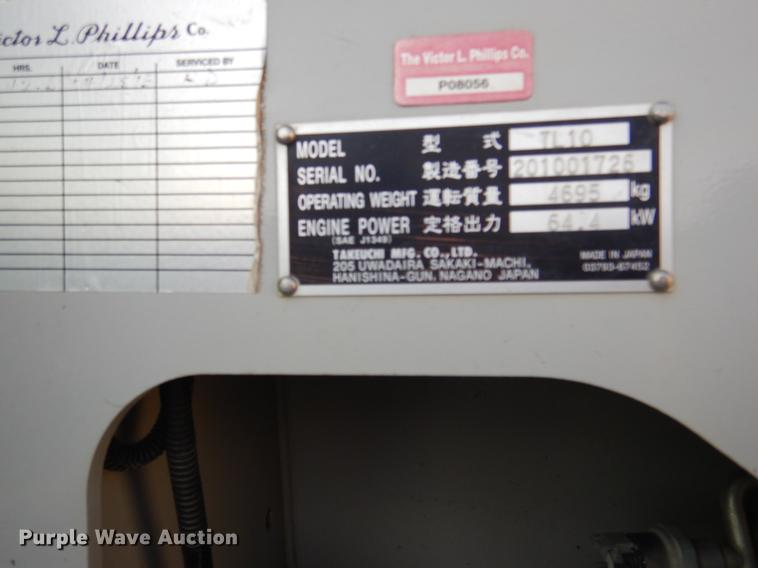 ictor L. Phillips Co.
HRS. DATE SERVICED BY
The Victor L. Phillips Co.
P08056
MODEL 型式 TL10
SERIAL NO. 製造番号 201001726
OPERATING WEIGHT 運転質量 4695 kg
ENGINE POWER 定格出力 64.4 kW
(SAE J1349)
TAKEUCHI MFG. CO., LTD.
205 UWADAIRA, SAKAKI-MACHI,
HANISHINA-GUN, NAGANO JAPAN
MADE IN JAPAN
Purple Wave Auction